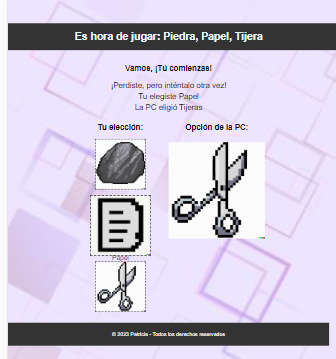 Es hora de jugar: Piedra, Papel, Tijera
Vamos, ¡Tú comienzas!
¡Perdiste, pero inténtalo otra vez!
Tu elegiste Papel
La PC eligió Tijeras
Tu elección:
Opción de la PC:
Papel
© 2023 Patricia - Todos los derechos reservados